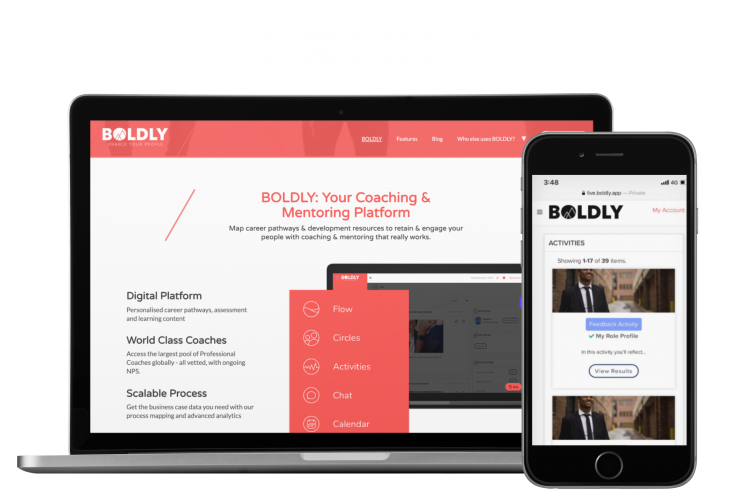 BOLDLY
ENABLE YOUR PEOPLE
BOLDLY Features Blog Who else uses BOLDLY?
BOLDLY: Your Coaching &
Mentoring Platform
Map career pathways & development resources to retain & engage your
people with coaching & mentoring that really works.
Digital Platform
Personalised career pathways, assessment
and learning content
World Class Coaches
Access the largest pool of Professional
Coaches globally - all vetted, with ongoing
NPS.
Scalable Process
Get the business case data you need with our
process mapping and advanced analytics
BOLDLY
Flow
Circles
Activities
Chat
Calendar
3:48 4G
live.boldly.app — Private
BOLDLY My Account
ACTIVITIES
Showing 1-17 of 39 items.
Feedback Activity
My Role Profile
In this activity you'll reflect...
View Results